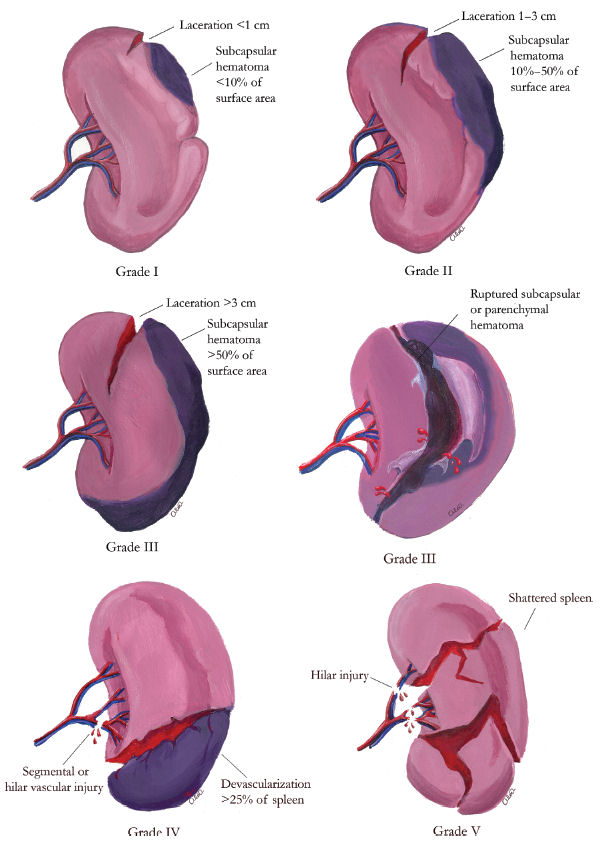 Laceration <1 cm
Subcapsular
hematoma
<10% of
surface area
Grade I
Laceration 1–3 cm
Subcapsular
hematoma
10%–50% of
surface area
Grade II
Laceration >3 cm
Subcapsular
hematoma
>50% of
surface area
Grade III
Ruptured subcapsular
or parenchymal
hematoma
Grade III
Segmental or
hilar vascular injury
Devascularization
>25% of spleen
Grade IV
Shattered spleen
Hilar injury
Grade V